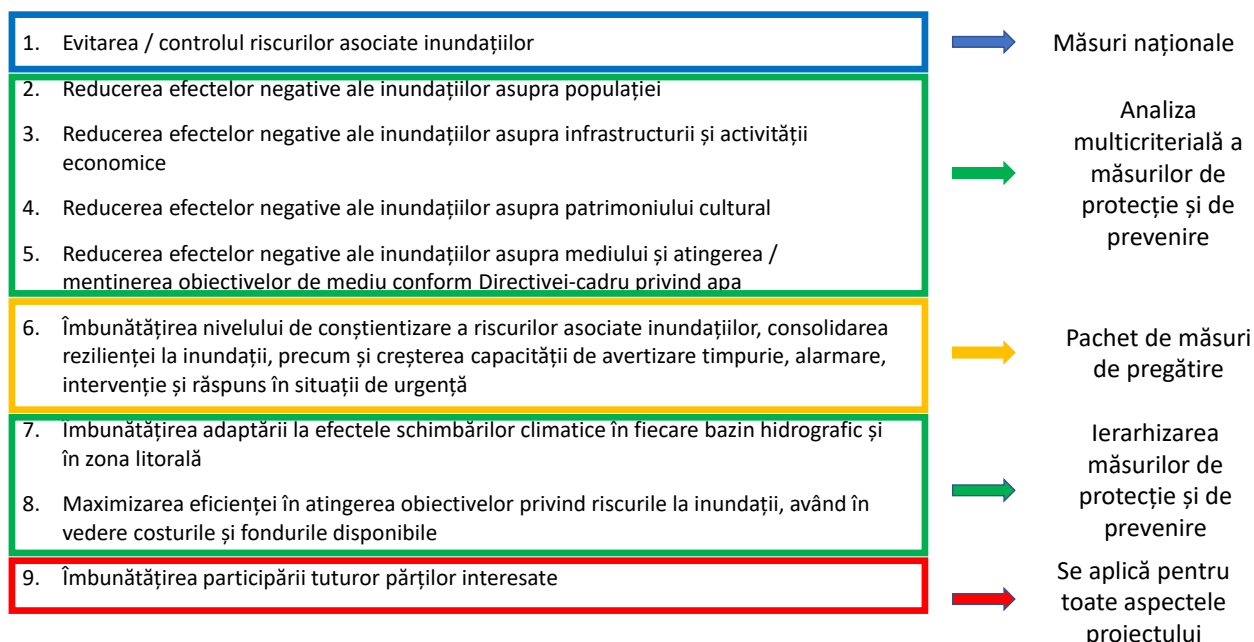 1. Evitarea / controlul riscurilor asociate inundațiilor
Măsuri naționale
2. Reducerea efectelor negative ale inundațiilor asupra populației
3. Reducerea efectelor negative ale inundațiilor asupra infrastructurii și activității
economice
4. Reducerea efectelor negative ale inundațiilor asupra patrimoniului cultural
5. Reducerea efectelor negative ale inundațiilor asupra mediului și atingerea /
mentinerea obiectivelor de mediu conform Directivei-cadru privind apa
Analiza
multicriterială a
măsurilor de
protecție și de
prevenire
6. Îmbunătățirea nivelului de conștientizare a riscurilor asociate inundațiilor, consolidarea
rezilienței la inundații, precum și creșterea capacității de avertizare timpurie, alarmare,
intervenție și răspuns în situații de urgență
Pachet de măsuri
de pregătire
7. Îmbunătățirea adaptării la efectele schimbărilor climatice în fiecare bazin hidrografic și
în zona litorală
8. Maximizarea eficienței în atingerea obiectivelor privind riscurile la inundații, având în
vedere costurile și fondurile disponibile
Ierarhizarea
măsurilor de
protecție și de
prevenire
9. Îmbunătățirea participării tuturor părților interesate
Se aplică pentru
toate aspectele
proiectului